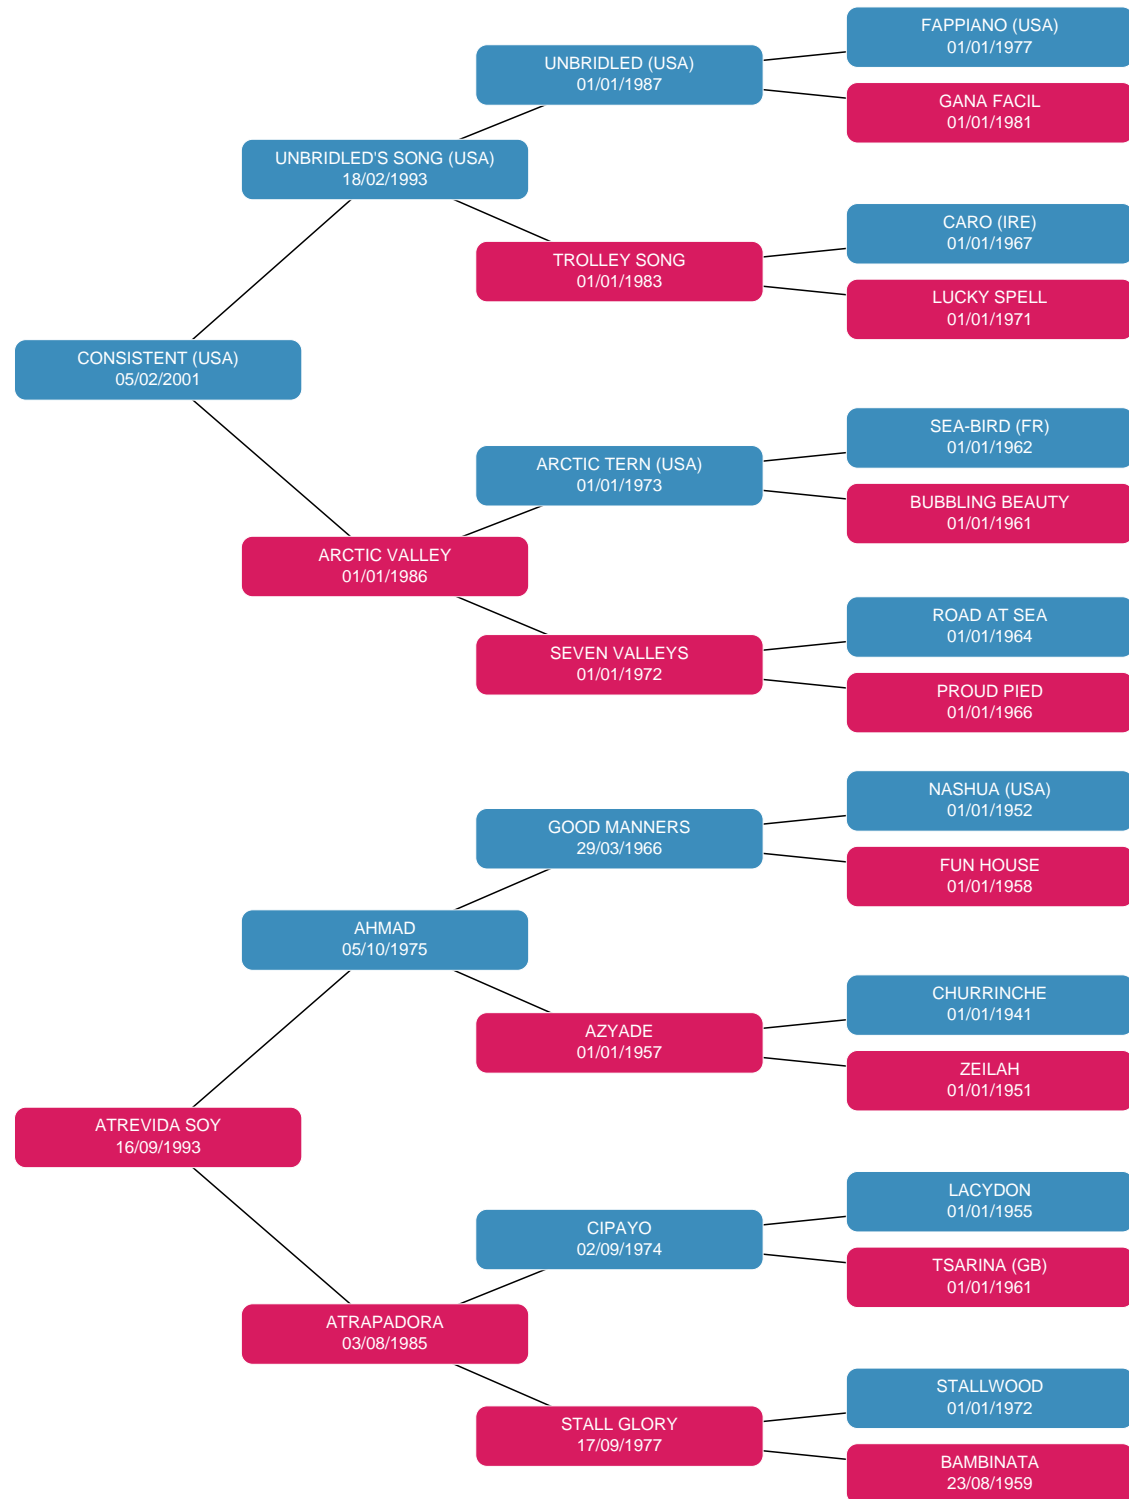 FAPPIANO (USA)
01/01/1977
UNBRIDLED (USA)
01/01/1987
GANA FACIL
01/01/1981
UNBRIDLED'S SONG (USA)
18/02/1993
CARO (IRE)
01/01/1967
TROLLEY SONG
01/01/1983
LUCKY SPELL
01/01/1971
CONSISTENT (USA)
05/02/2001
SEA-BIRD (FR)
01/01/1962
ARCTIC TERN (USA)
01/01/1973
BUBBLING BEAUTY
01/01/1961
ARCTIC VALLEY
01/01/1986
ROAD AT SEA
01/01/1964
SEVEN VALLEYS
01/01/1972
PROUD PIED
01/01/1966
NASHUA (USA)
01/01/1952
GOOD MANNERS
29/03/1966
FUN HOUSE
01/01/1958
AHMAD
05/10/1975
CHURRINCHE
01/01/1941
AZYADE
01/01/1957
ZEILAH
01/01/1951
ATREVIDA SOY
16/09/1993
LACYDON
01/01/1955
CIPAYO
02/09/1974
TSARINA (GB)
01/01/1961
ATRAPADORA
03/08/1985
STALLWOOD
01/01/1972
STALL GLORY
17/09/1977
BAMBINATA
23/08/1959